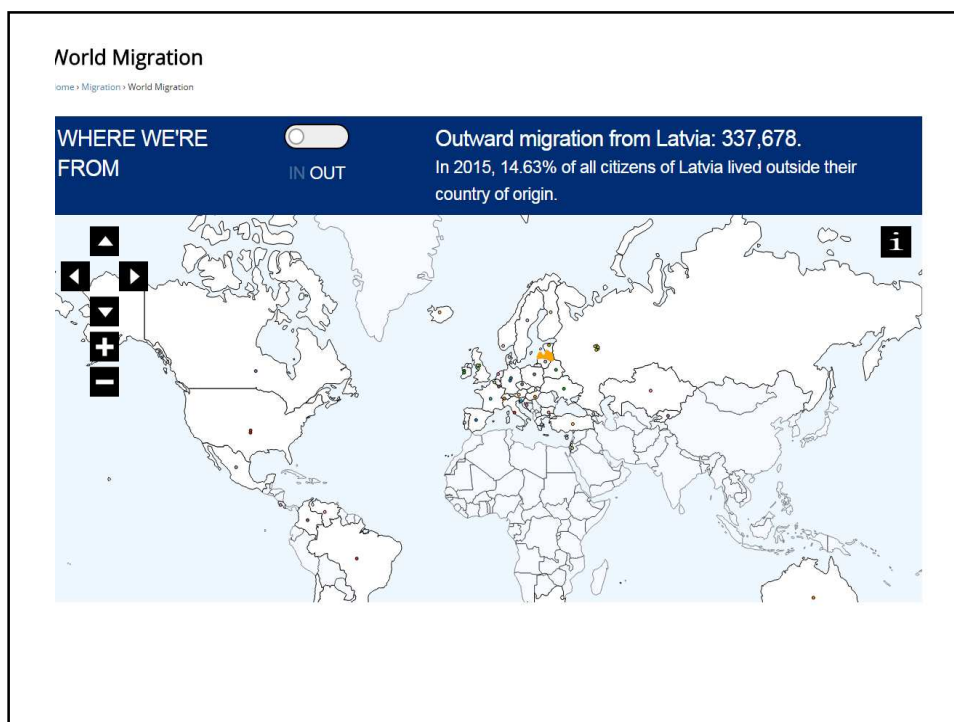 World Migration
ome › Migration › World Migration
WHERE WE'RE
FROM
IN OUT
Outward migration from Latvia: 337,678.
In 2015, 14.63% of all citizens of Latvia lived outside their
country of origin.
i